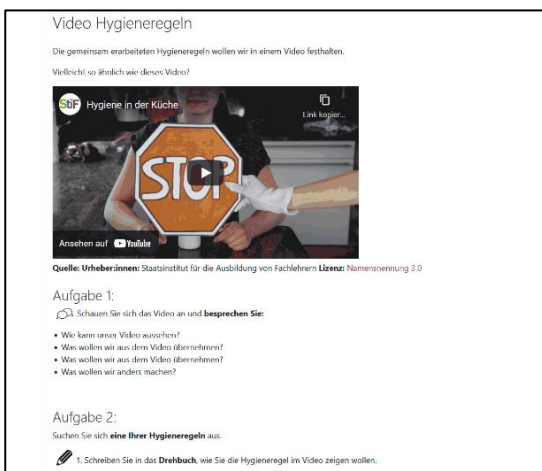 Video Hygieneregeln
Die gemeinsam erarbeiteten Hygieneregeln wollen wir in einem Video festhalten.
Vielleicht so ähnlich wie dieses Video?
StiF Hygiene in der Küche
Link kopier...
STOP
Ansehen auf YouTube
Quelle: Urheber:innen: Staatsinstitut für die Ausbildung von Fachlehrern Lizenz: Namensnennung 3.0
Aufgabe 1:
Schauen Sie sich das Video an und besprechen Sie:
• Wie kann unser Video aussehen?
• Was wollen wir aus dem Video übernehmen?
• Was wollen wir aus dem Video übernehmen?
• Was wollen wir anders machen?
Aufgabe 2:
Suchen Sie sich eine Ihrer Hygieneregeln aus.
1. Schreiben Sie in das Drehbuch, wie Sie die Hygieneregel im Video zeigen wollen.